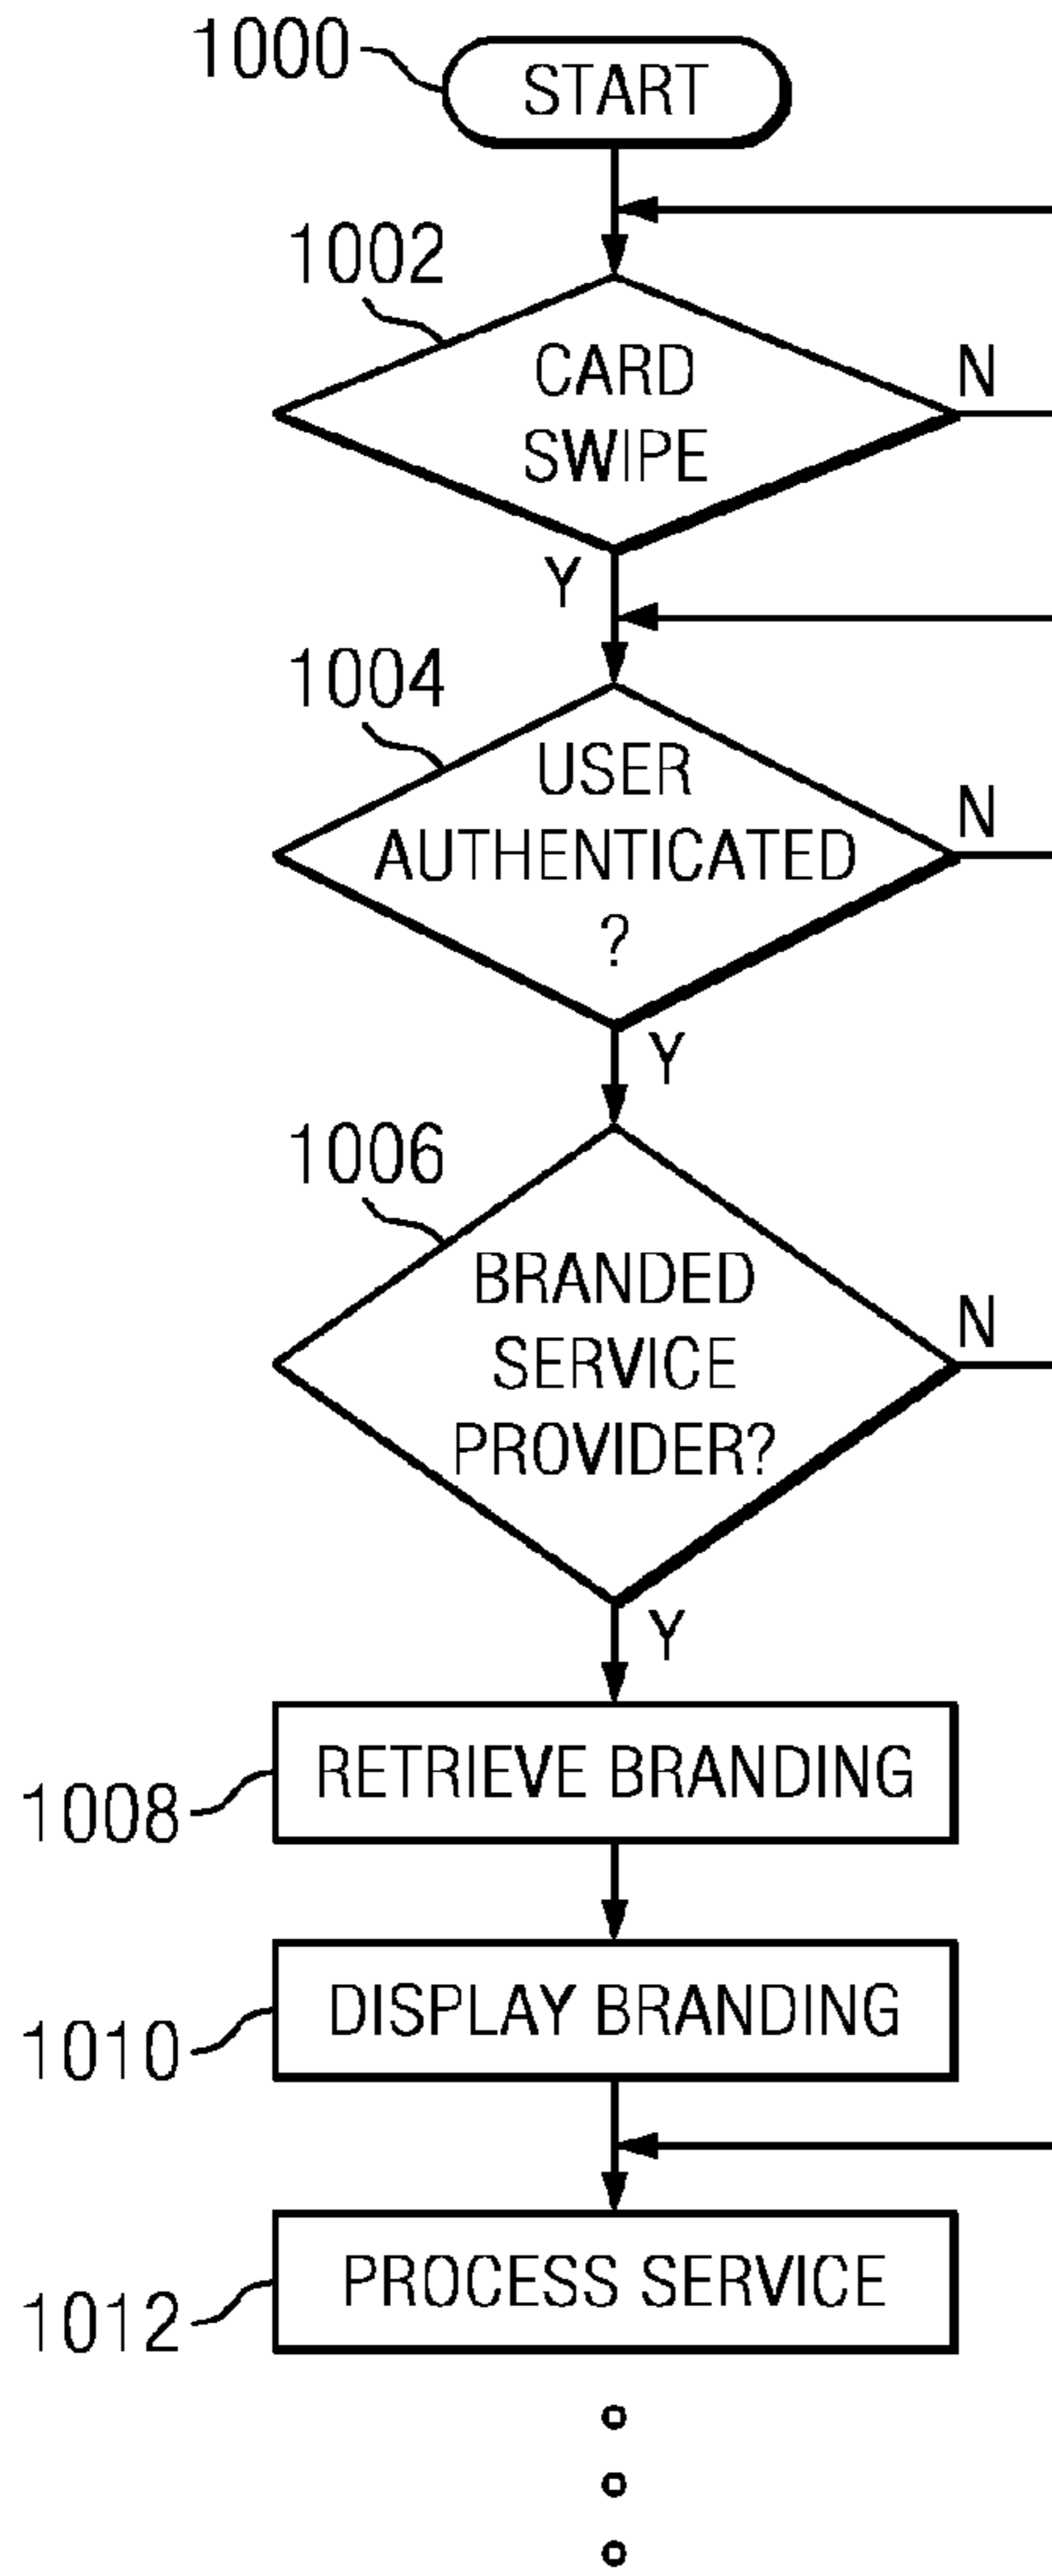 1000
START
1002
CARD
SWIPE
N
Y
1004
USER
AUTHENTICATED
?
N
Y
1006
BRANDED
SERVICE
PROVIDER?
N
Y
RETRIEVE BRANDING
1008
DISPLAY BRANDING
1010
PROCESS SERVICE
1012